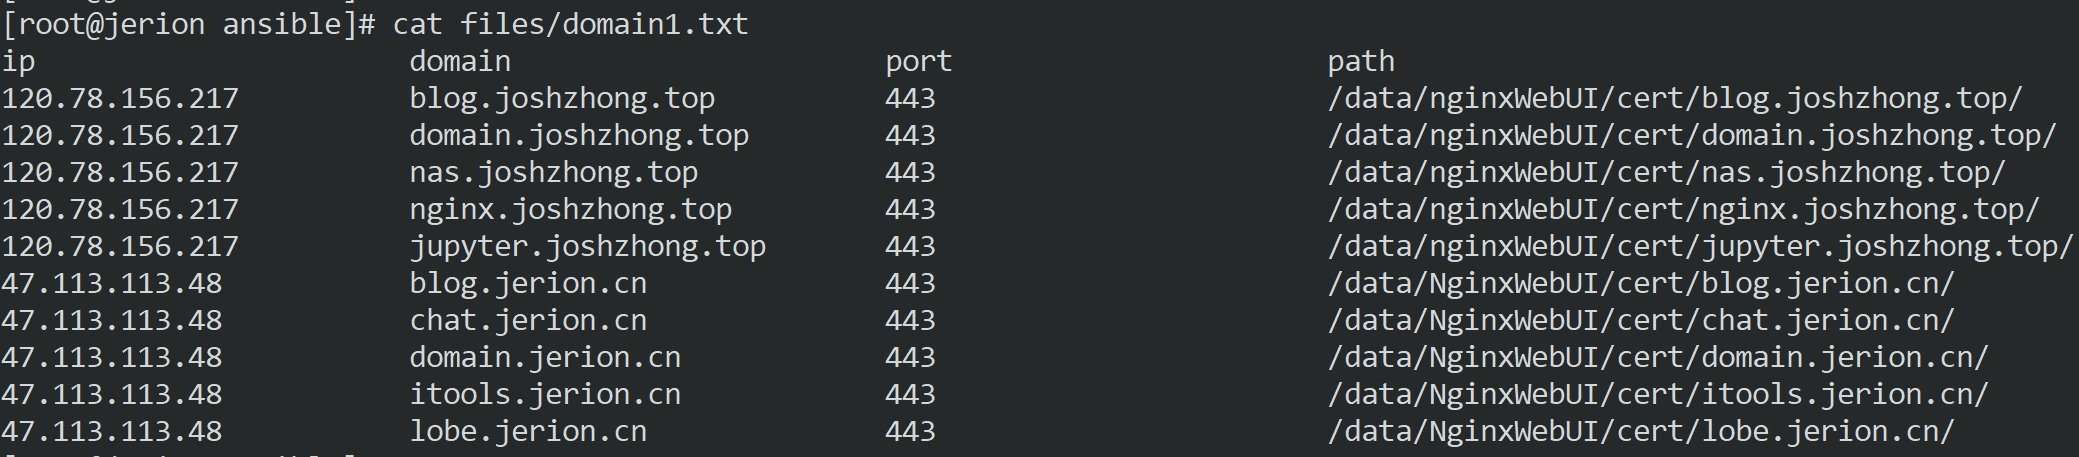 [root@jerion ansible]# cat files/domain1.txt
ip domain port path
120.78.156.217 blog.joshzhong.top 443 /data/nginxWebUI/cert/blog.joshzhong.top/
120.78.156.217 domain.joshzhong.top 443 /data/nginxWebUI/cert/domain.joshzhong.top/
120.78.156.217 nas.joshzhong.top 443 /data/nginxWebUI/cert/nas.joshzhong.top/
120.78.156.217 nginx.joshzhong.top 443 /data/nginxWebUI/cert/nginx.joshzhong.top/
120.78.156.217 jupyter.joshzhong.top 443 /data/nginxWebUI/cert/jupyter.joshzhong.top/
47.113.113.48 blog.jerion.cn 443 /data/NginxWebUI/cert/blog.jerion.cn/
47.113.113.48 chat.jerion.cn 443 /data/NginxWebUI/cert/chat.jerion.cn/
47.113.113.48 domain.jerion.cn 443 /data/NginxWebUI/cert/domain.jerion.cn/
47.113.113.48 itools.jerion.cn 443 /data/NginxWebUI/cert/itools.jerion.cn/
47.113.113.48 lobe.jerion.cn 443 /data/NginxWebUI/cert/lobe.jerion.cn/